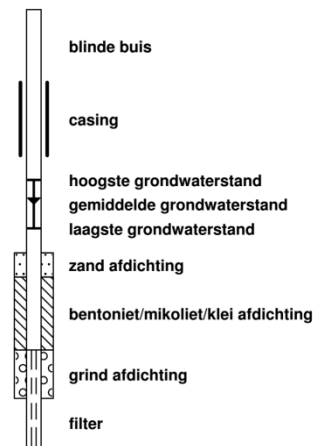 blinde buis
casing
hoogste grondwaterstand
gemiddelde grondwaterstand
laagste grondwaterstand
zand afdichting
bentoniet/mikoliet/klei afdichting
grind afdichting
filter